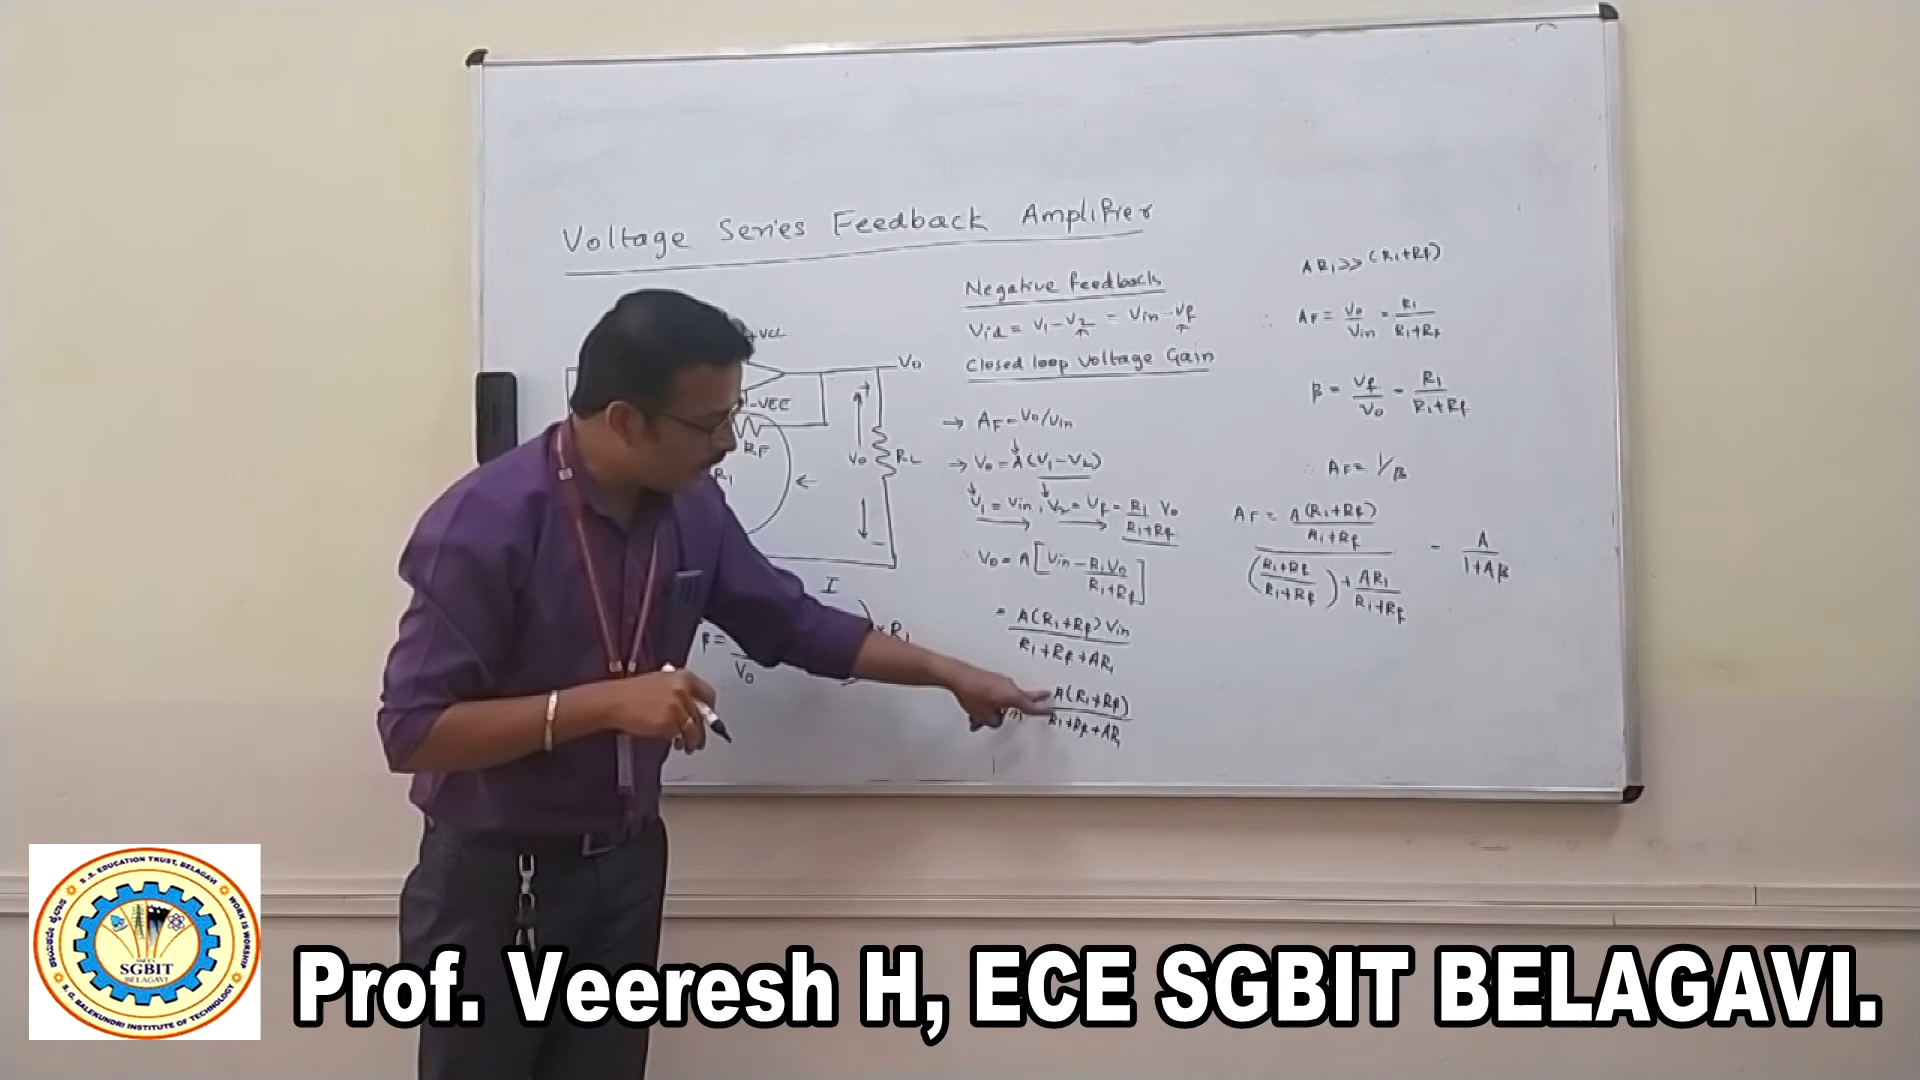 Voltage Series Feedback Amplifier
+VCC
-VEE
VO
RF
R1
VO
RL
+
−
I
β=
VO
* R1
Negative feedback
Vid = V1 - V2 = Vin - Vf
Closed loop Voltage Gain
→ AF = VO/Vin
→ VO = A (V1 - V2)
V1 = Vin, V2 = Vf = R1 VO
R1+Rf
∴ VO = A [Vin - R1VO
R1+Rf]
= A(R1+Rf) Vin
R1+Rf+AR1
A(R1+Rf)
R1+Rf+AR1
AR1 >> (R1+Rf)
∴ AF = VO = R1
Vin R1+Rf
β = Vf - R1
VO R1+Rf
∴ AF = 1/β
AF = A(R1+Rf)
R1+Rf
= A
1+Aβ
(R1+Rf) + AR1
R1+Rf R1+Rf
S.S. EDUCATION TRUST, BELAGAVI
WORK IS WORSHIP
SGBIT
BELAGAVI
S.G. BALEKUNDRI INSTITUTE OF TECHNOLOGY
Prof. Veeresh H, ECE SGBIT BELAGAVI.